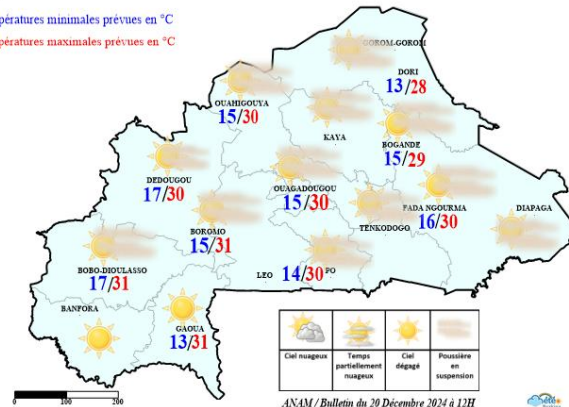 pératures minimales prévues en °C
pératures maximales prévues en °C
GOROM-GOROM
DORI
13/28
OUAHIGOUYA
15/30
KAYA
BOGANDE
15/29
DEDOUGOU
17/30
OUAGADOUGOU
15/30
FADA NGOURMA
16/30
DIAPAGA
BOROMO
15/31
TENKODOGO
BOBO-DIOULASSO
17/31
LEO
14/30 PO
BANFORA
GAOUA
13/31
Ciel nuageux
Temps
partiellement
nuageux
Ciel
dégagé
Poussière
en
suspension
0 100 200
ANAM / Bulletin du 20 Décembre 2024 à 12H